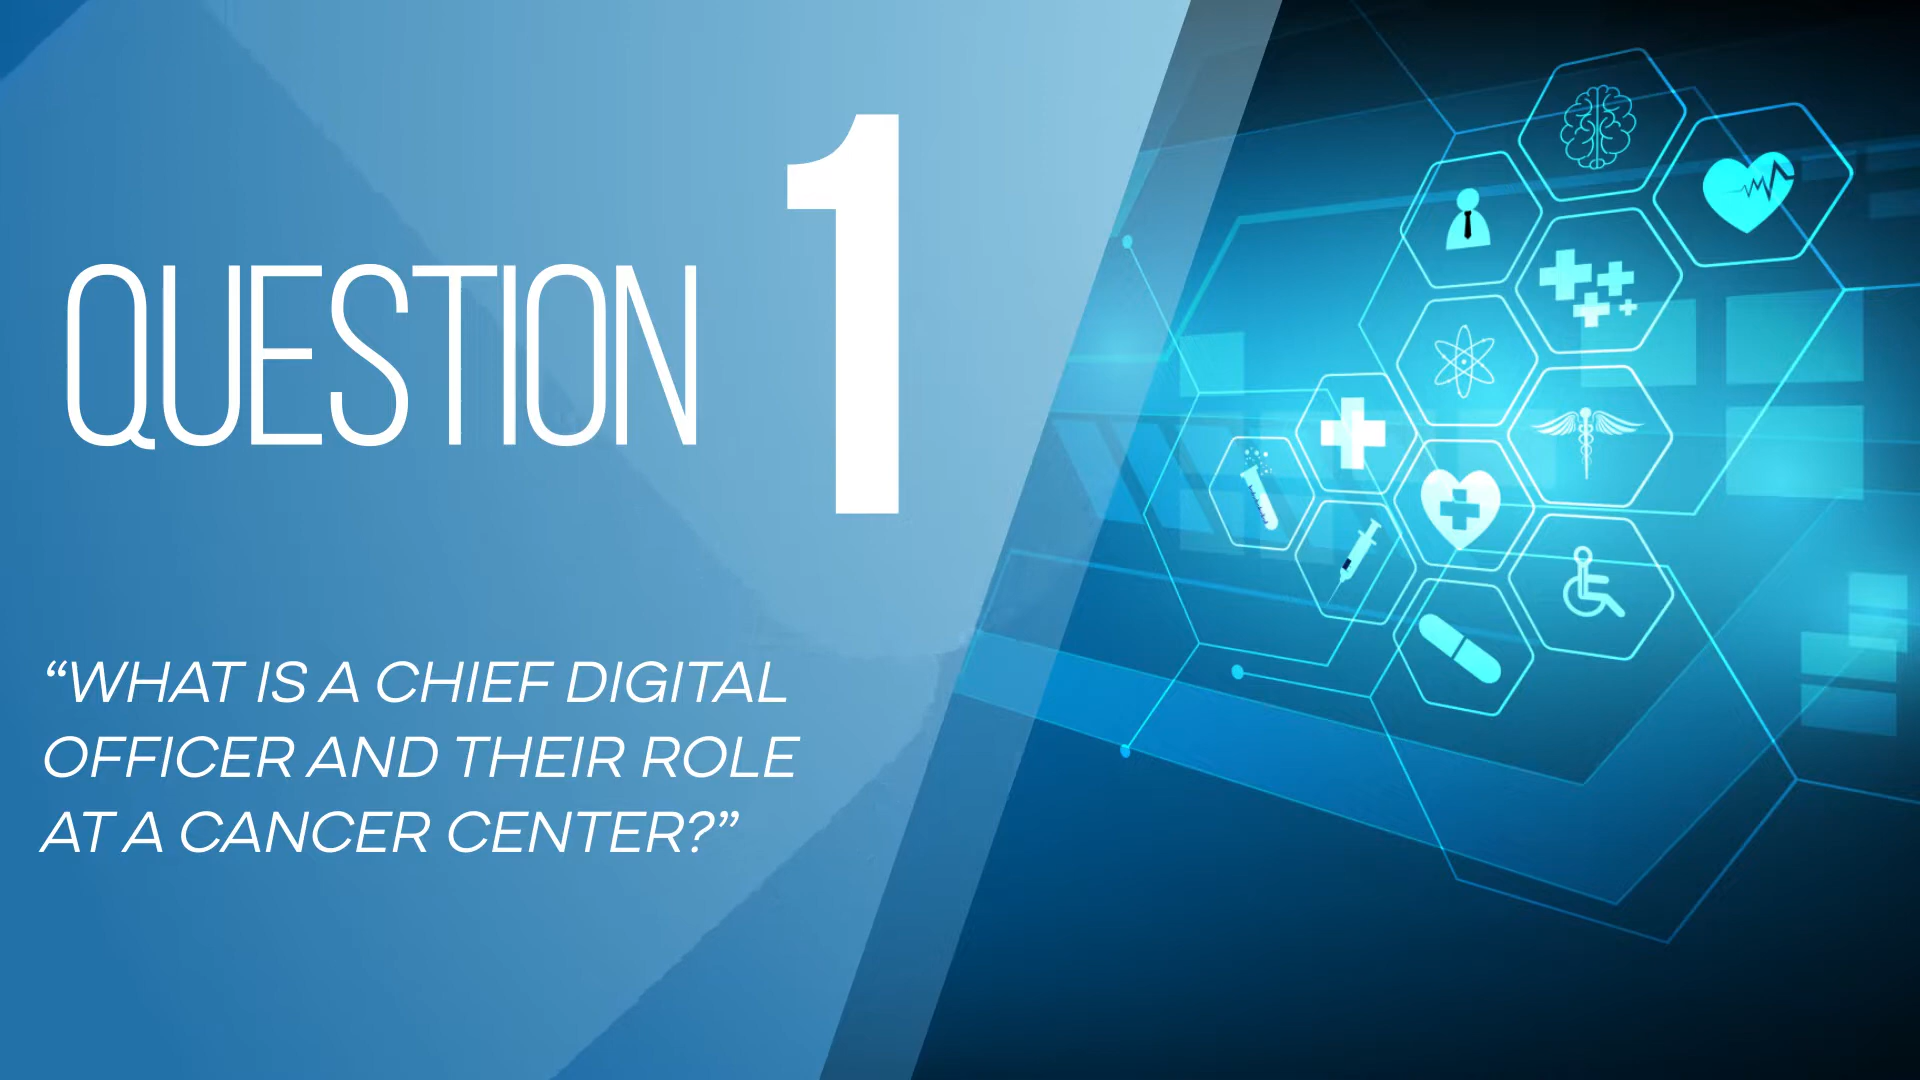 QUESTION 1
“WHAT IS A CHIEF DIGITAL
OFFICER AND THEIR ROLE
AT A CANCER CENTER?”